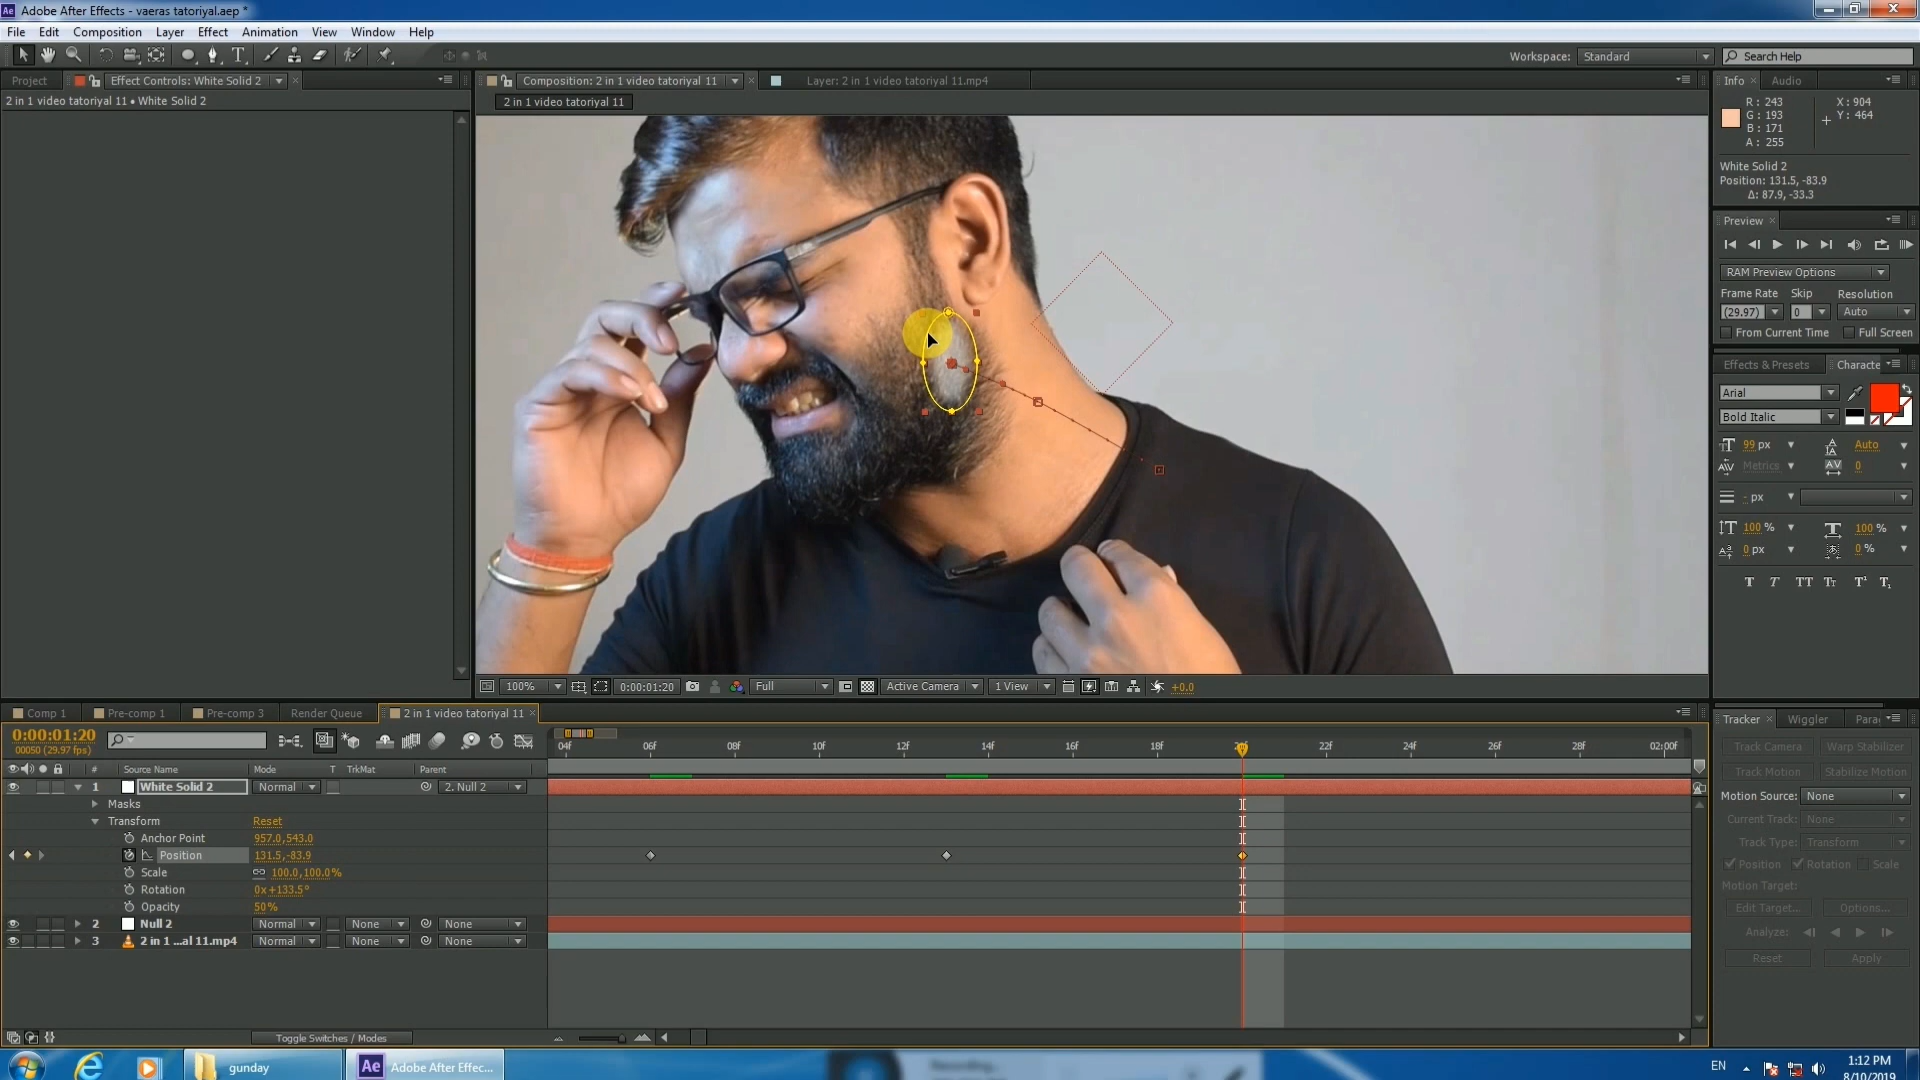 Adobe After Effects - vaeras tatoriyal.aep *
File Edit Composition Layer Effect Animation View Window Help
Workspace: Standard Search Help
Project Effect Controls: White Solid 2 Composition: 2 in 1 video tatoriyal 11 Layer: 2 in 1 video tatoriyal 11.mp4 Info Audio
2 in 1 video tatoriyal 11 • White Solid 2
2 in 1 video tatoriyal 11
R : 243 X : 904
G : 193 Y : 464
B : 171
A : 255
White Solid 2
Position: 131.5, -83.9
Δ: 87.9, -33.3
Preview
RAM Preview Options
Frame Rate Skip Resolution
(29.97) 0 Auto
From Current Time Full Screen
Effects & Presets Characte
Arial
Bold Italic
99 px Auto
Metrics 0
- px
100 % 100 %
0 px 0 %
T T TT Tt T¹ T₁
100% 0:00:01:20 Full Active Camera 1 View +0.0
Comp 1 Pre-comp 1 Pre-comp 3 Render Queue 2 in 1 video tatoriyal 11
0:00:01:20
00050 (29.97 fps)
04f 06f 08f 10f 12f 14f 16f 18f 22f 24f 26f 28f 02:00f
# Source Name Mode T TrkMat Parent
1 White Solid 2 Normal 2. Null 2
Masks
Transform Reset
Anchor Point 957.0,543.0
Position 131.5,-83.9
Scale 100.0,100.0%
Rotation 0x+133.5°
Opacity 50%
2 Null 2 Normal None None
3 2 in 1 ...al 11.mp4 Normal None None
Toggle Switches / Modes
Tracker Wiggler Para
Track Camera Warp Stabilizer
Track Motion Stabilize Motion
Motion Source: None
Current Track: None
Track Type: Transform
Position Rotation Scale
Motion Target:
Edit Target... Options...
Analyze:
Reset Apply
gunday Ae Adobe After Effec...
Recording...
EN 1:12 PM
8/10/2019